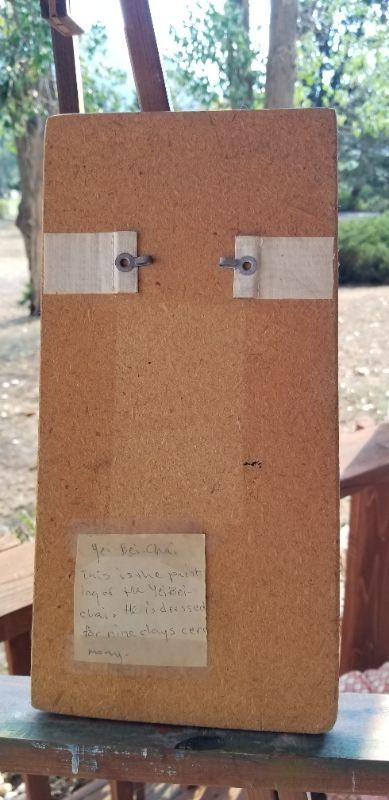 Yei Bei-Chai.
This is the paint
ing of the Yei Bei-
chai. He is dressed
for nine days cere
mony.